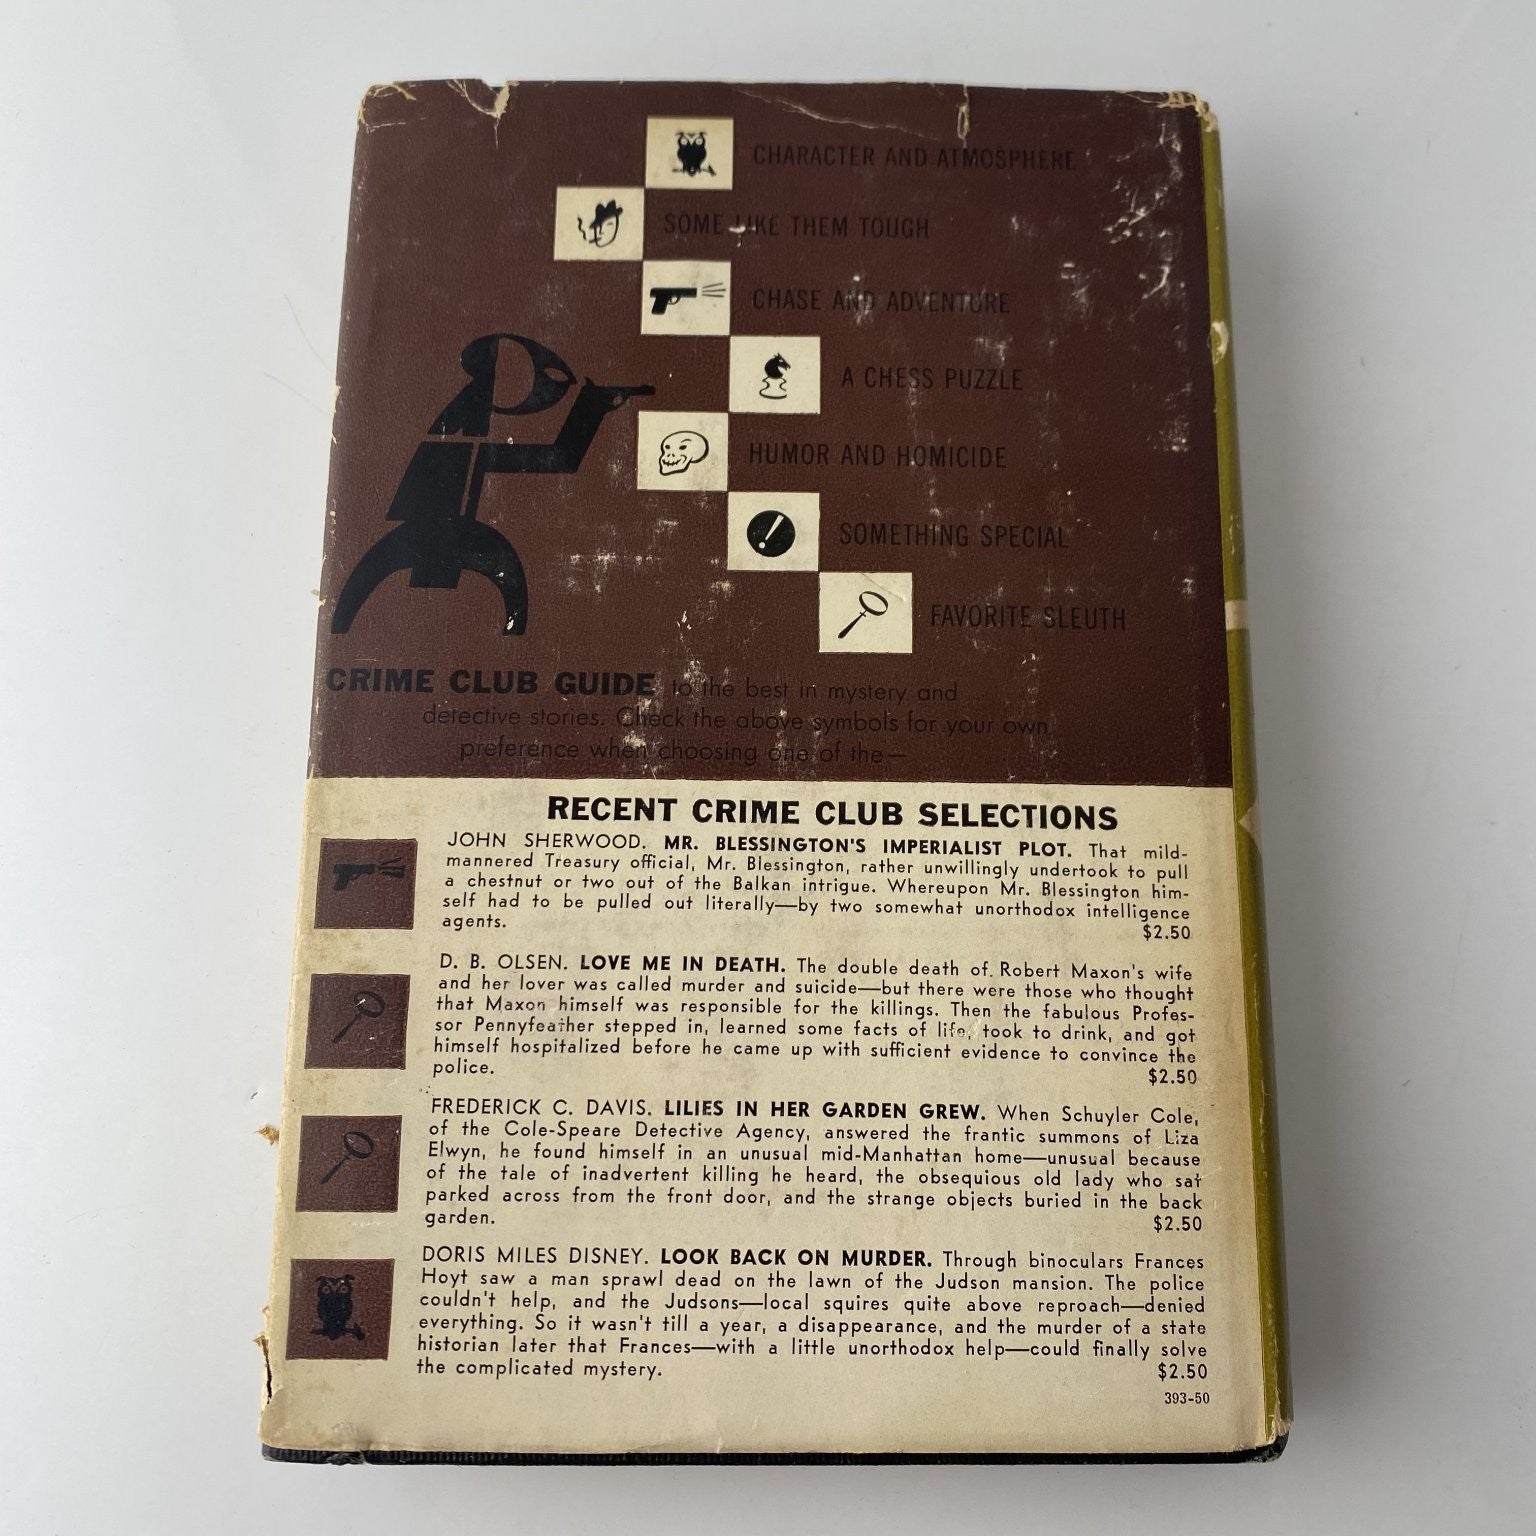 CHARACTER AND ATMOSPHERE
SOME LIKE THEM TOUGH
CHASE AND ADVENTURE
A CHESS PUZZLE
HUMOR AND HOMICIDE
SOMETHING SPECIAL
FAVORITE SLEUTH
CRIME CLUB GUIDE to the best in mystery and
detective stories. Check the above symbols for your own
preference when choosing one of the—
RECENT CRIME CLUB SELECTIONS
JOHN SHERWOOD. MR. BLESSINGTON'S IMPERIALIST PLOT. That mild-
mannered Treasury official, Mr. Blessington, rather unwillingly undertook to pull
a chestnut or two out of the Balkan intrigue. Whereupon Mr. Blessington him-
self had to be pulled out literally—by two somewhat unorthodox intelligence
agents. $2.50
D. B. OLSEN. LOVE ME IN DEATH. The double death of Robert Maxon's wife
and her lover was called murder and suicide—but there were those who thought
that Maxon himself was responsible for the killings. Then the fabulous Profes-
sor Pennyfeather stepped in, learned some facts of life, took to drink, and got
himself hospitalized before he came up with sufficient evidence to convince the
police. $2.50
FREDERICK C. DAVIS. LILIES IN HER GARDEN GREW. When Schuyler Cole,
of the Cole-Speare Detective Agency, answered the frantic summons of Liza
Elwyn, he found himself in an unusual mid-Manhattan home—unusual because
of the tale of inadvertent killing he heard, the obsequious old lady who sat
parked across from the front door, and the strange objects buried in the back
garden. $2.50
DORIS MILES DISNEY. LOOK BACK ON MURDER. Through binoculars Frances
Hoyt saw a man sprawl dead on the lawn of the Judson mansion. The police
couldn't help, and the Judsons—local squires quite above reproach—denied
everything. So it wasn't till a year, a disappearance, and the murder of a state
historian later that Frances—with a little unorthodox help—could finally solve
the complicated mystery. $2.50
393-50